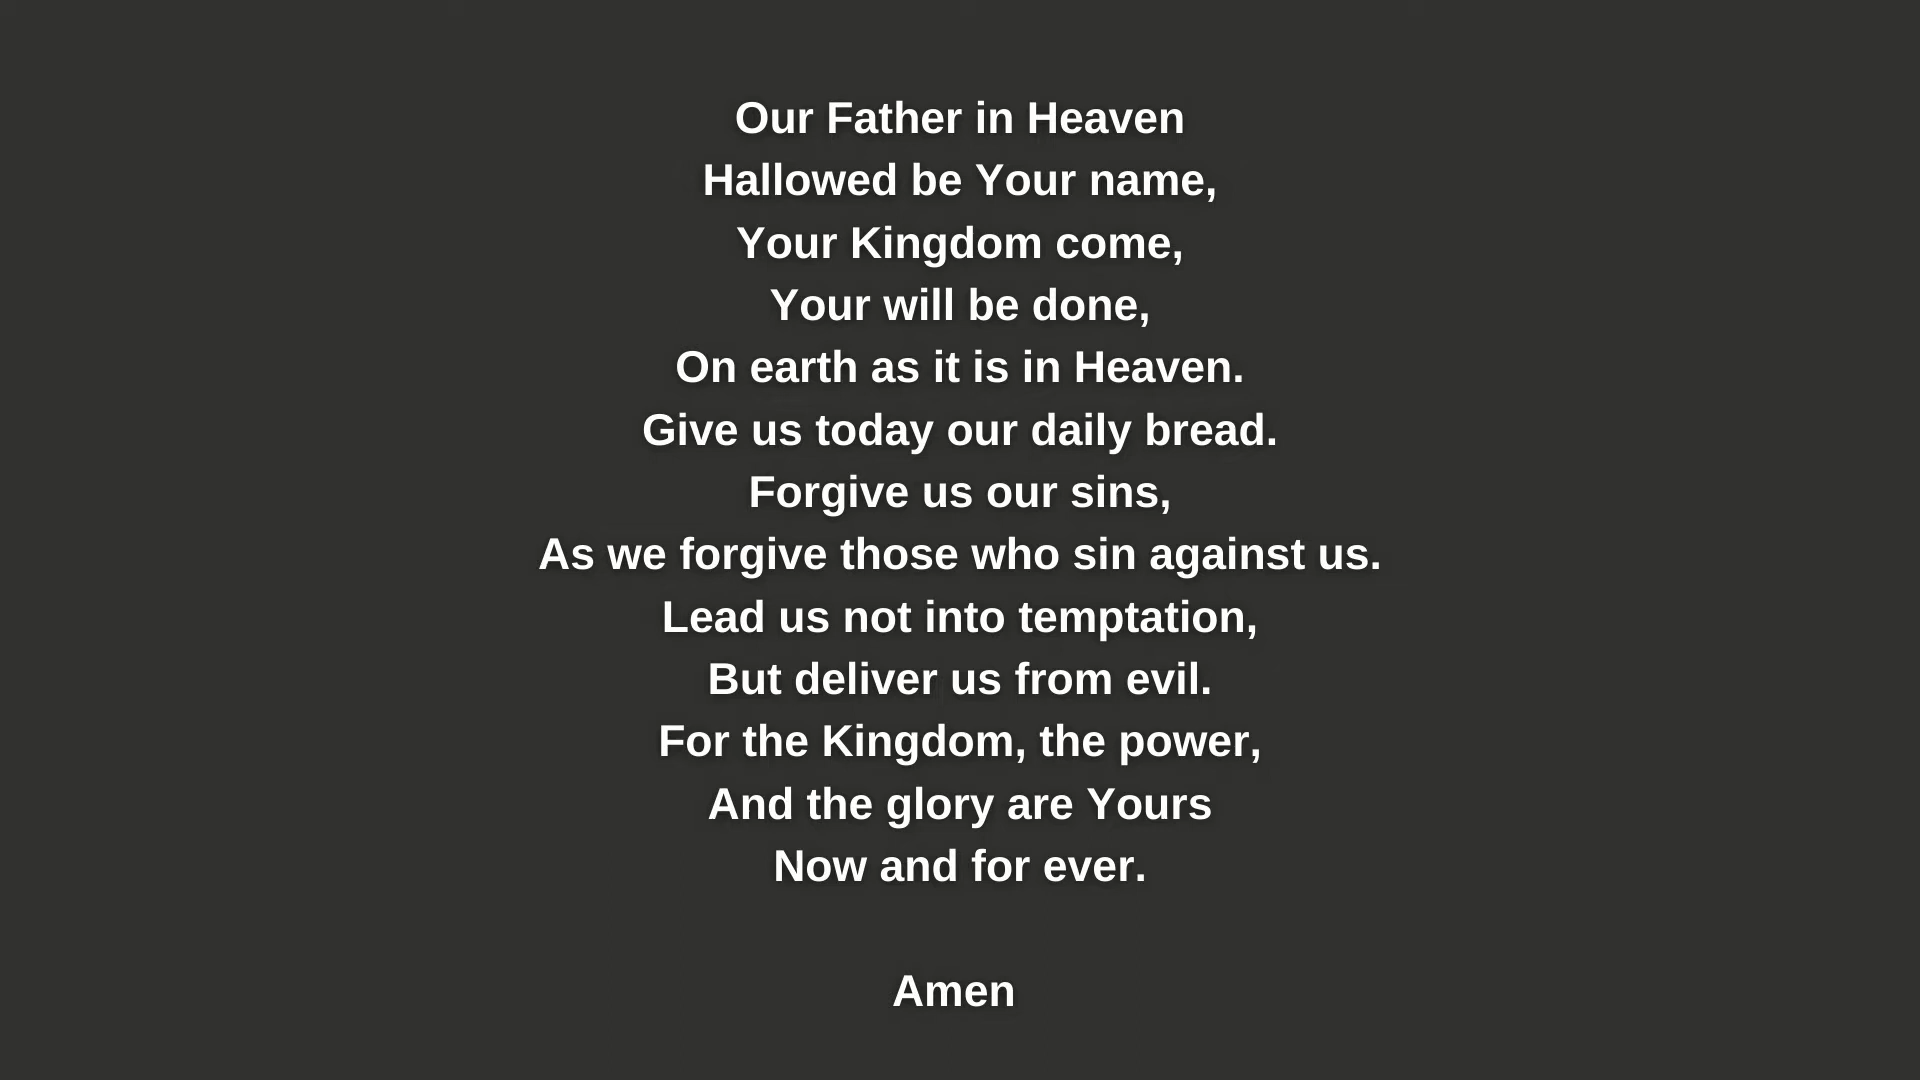 Our Father in Heaven
Hallowed be Your name,
Your Kingdom come,
Your will be done,
On earth as it is in Heaven.
Give us today our daily bread.
Forgive us our sins,
As we forgive those who sin against us.
Lead us not into temptation,
But deliver us from evil.
For the Kingdom, the power,
And the glory are Yours
Now and for ever.
Amen